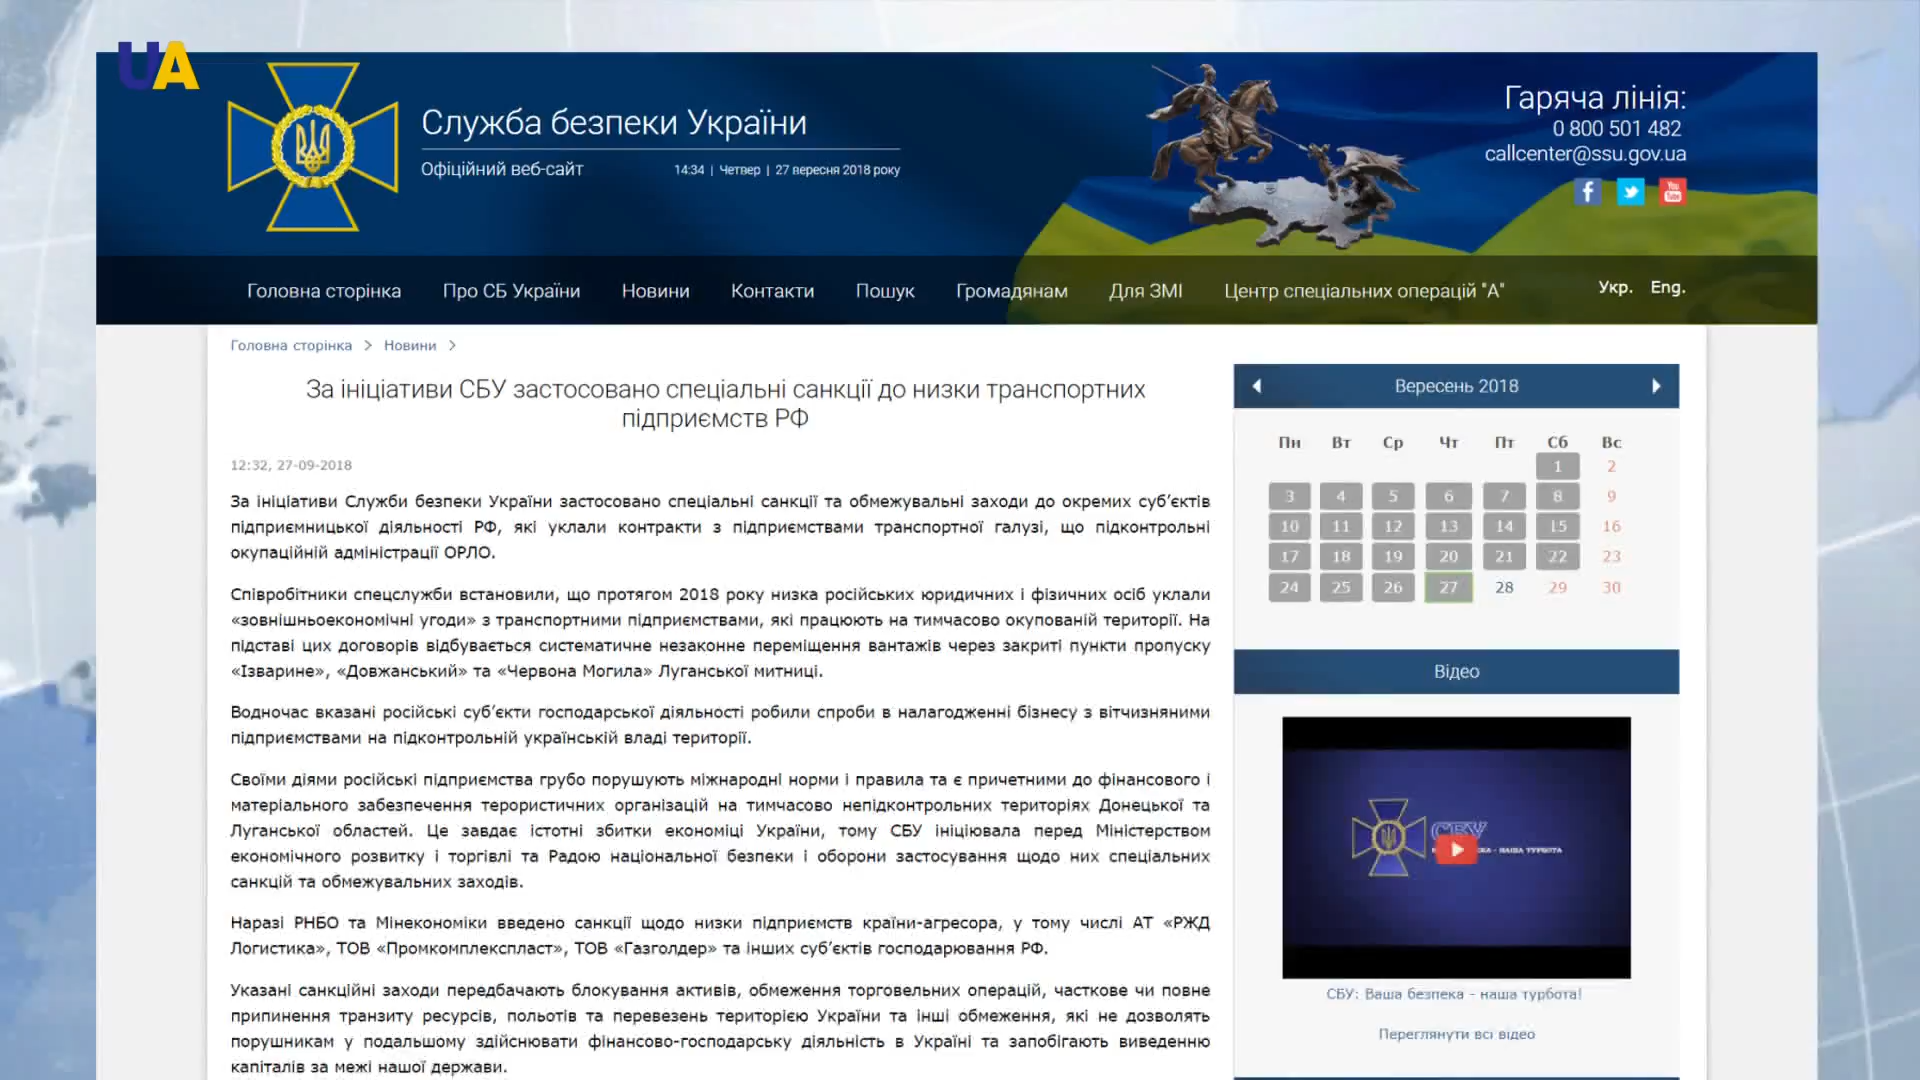 UA
Служба безпеки України
Офіційний веб-сайт
14:34 | Четвер | 27 вересня 2018 року
Гаряча лінія:
0 800 501 482
callcenter@ssu.gov.ua
f
You
Tube
Головна сторінка Про СБ України Новини Контакти Пошук Громадянам Для ЗМІ Центр спеціальних операцій "А" Укр. Eng.
Головна сторінка > Новини >
За ініціативи СБУ застосовано спеціальні санкції до низки транспортних
підприємств РФ
12:32, 27-09-2018
За ініціативи Служби безпеки України застосовано спеціальні санкції та обмежувальні заходи до окремих суб’єктів
підприємницької діяльності РФ, які уклали контракти з підприємствами транспортної галузі, що підконтрольні
окупаційній адміністрації ОРЛО.
Співробітники спецслужби встановили, що протягом 2018 року низка російських юридичних і фізичних осіб уклали
«зовнішньоекономічні угоди» з транспортними підприємствами, які працюють на тимчасово окупованій території. На
підставі цих договорів відбувається систематичне незаконне переміщення вантажів через закриті пункти пропуску
«Ізварине», «Довжанський» та «Червона Могила» Луганської митниці.
Водночас вказані російські суб’єкти господарської діяльності робили спроби в налагодженні бізнесу з вітчизняними
підприємствами на підконтрольній українській владі території.
Своїми діями російські підприємства грубо порушують міжнародні норми і правила та є причетними до фінансового і
матеріального забезпечення терористичних організацій на тимчасово непідконтрольних територіях Донецької та
Луганської областей. Це завдає істотні збитки економіці України, тому СБУ ініціювала перед Міністерством
економічного розвитку і торгівлі та Радою національної безпеки і оборони застосування щодо них спеціальних
санкцій та обмежувальних заходів.
Наразі РНБО та Мінекономіки введено санкції щодо низки підприємств країни-агресора, у тому числі АТ «РЖД
Логистика», ТОВ «Промкомплекспласт», ТОВ «Газголдер» та інших суб’єктів господарювання РФ.
Указані санкційні заходи передбачають блокування активів, обмеження торговельних операцій, часткове чи повне
припинення транзиту ресурсів, польотів та перевезень територією України та інші обмеження, які не дозволять
порушникам у подальшому здійснювати фінансово-господарську діяльність в Україні та запобігають виведенню
капіталів за межі нашої держави.
Вересень 2018
Пн Вт Ср Чт Пт Сб Вс
1 2
3 4 5 6 7 8 9
10 11 12 13 14 15 16
17 18 19 20 21 22 23
24 25 26 27 28 29 30
Відео
СБУ
- НАША ТУРБОТА
СБУ: Ваша безпека - наша турбота!
Переглянути всі відео